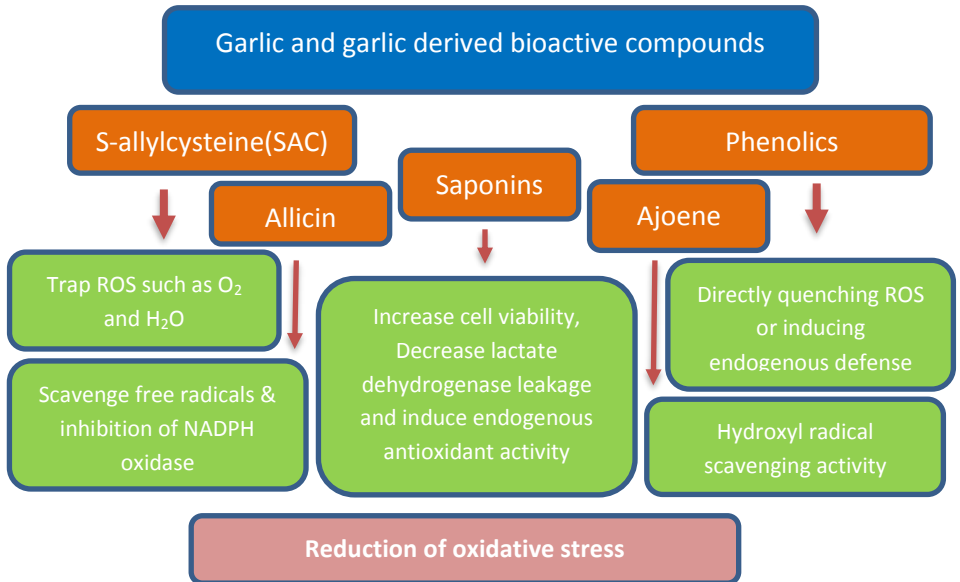 Garlic and garlic derived bioactive compounds
S-allylcysteine(SAC)
Allicin
Saponins
Ajoene
Phenolics
Trap ROS such as O₂
and H₂O
Scavenge free radicals &
inhibition of NADPH
oxidase
Increase cell viability,
Decrease lactate
dehydrogenase leakage
and induce endogenous
antioxidant activity
Directly quenching ROS
or inducing
endogenous defense
Hydroxyl radical
scavenging activity
Reduction of oxidative stress